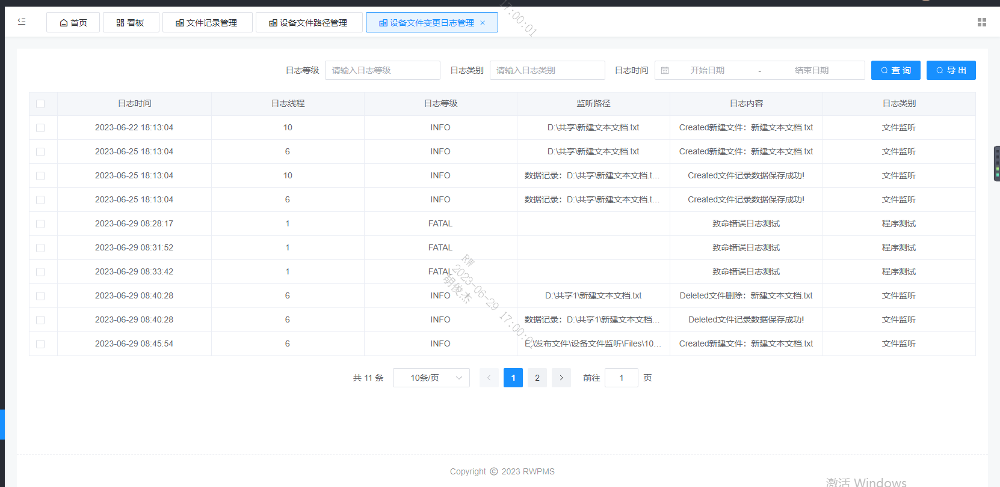 首页 看板 文件记录管理 设备文件路径管理 设备文件变更日志管理 ×
17:00:01
日志等级 请输入日志等级 日志类别 请输入日志类别 日志时间 开始日期 - 结束日期 查 询 导 出
日志时间 日志线程 日志等级 监听路径 日志内容 日志类别
2023-06-22 18:13:04 10 INFO D:\共享\新建文本文档.txt Created新建文件：新建文本文档.txt 文件监听
2023-06-25 18:13:04 6 INFO D:\共享\新建文本文档.txt Created新建文件：新建文本文档.txt 文件监听
2023-06-25 18:13:04 10 INFO 数据记录：D:\共享\新建文本文档.t... Created文件记录数据保存成功! 文件监听
2023-06-25 18:13:04 6 INFO 数据记录：D:\共享\新建文本文档.t... Created文件记录数据保存成功! 文件监听
2023-06-29 08:28:17 1 FATAL 致命错误日志测试 程序测试
2023-06-29 08:31:52 1 FATAL 致命错误日志测试 程序测试
2023-06-29 08:33:42 1 FATAL 致命错误日志测试 程序测试
2023-06-29 08:40:28 6 INFO D:\共享1\新建文本文档.txt Deleted文件删除：新建文本文档.txt 文件监听
2023-06-29 08:40:28 6 INFO 数据记录：D:\共享1\新建文本文档... Deleted文件记录数据保存成功! 文件监听
2023-06-29 08:45:54 6 INFO E:\发布文件\设备文件监听\Files\10... Created新建文件：新建文本文档.txt 文件监听
RW
2023-06-29 17:00:01
胡俊杰
共 11 条 10条/页 1 2 前往 1 页
Copyright © 2023 RWPMS
激活 Windows